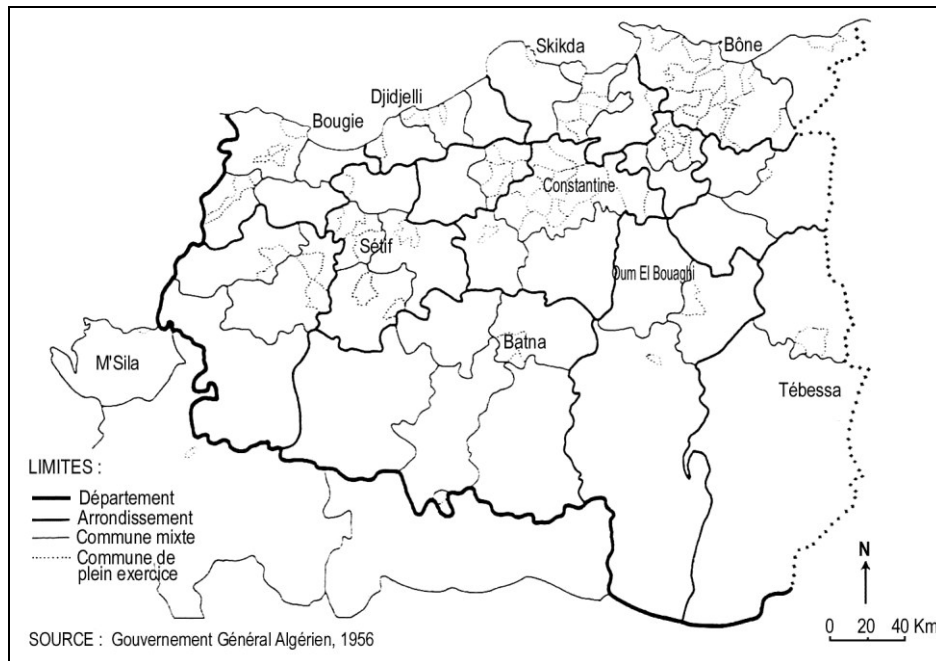 Skikda
Bône
Djidjelli
Bougie
Constantine
Sétif
Oum El Bouaghi
Batna
M'Sila
Tébessa
LIMITES :
Département
Arrondissement
Commune mixte
Commune de
plein exercice
N
0 20 40 Km
SOURCE : Gouvernement Général Algérien, 1956